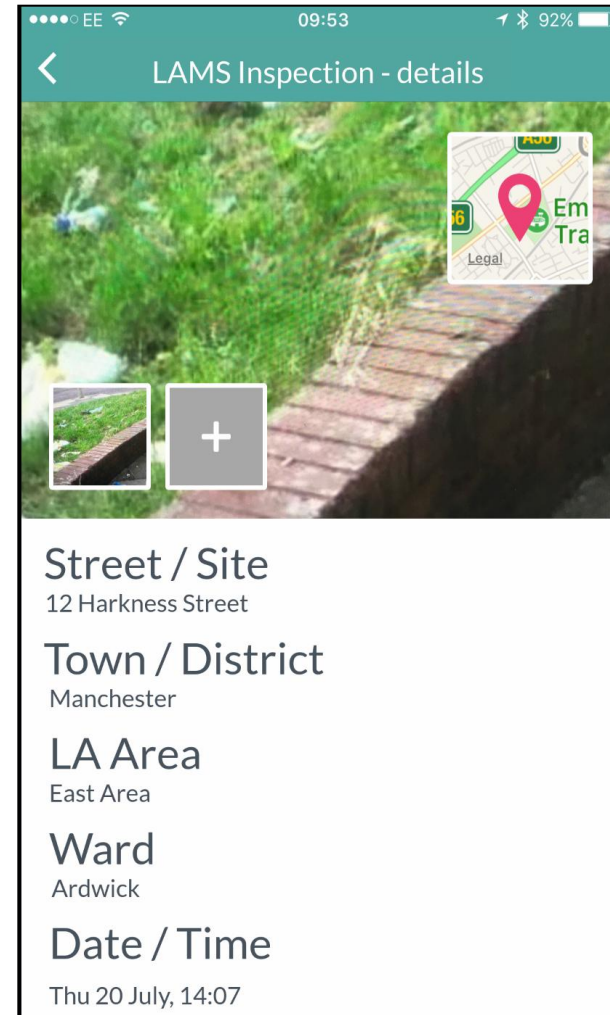 EE 09:53 92%
LAMS Inspection - details
A56
56
Em
Tra
Legal
+
Street / Site
12 Harkness Street
Town / District
Manchester
LA Area
East Area
Ward
Ardwick
Date / Time
Thu 20 July, 14:07